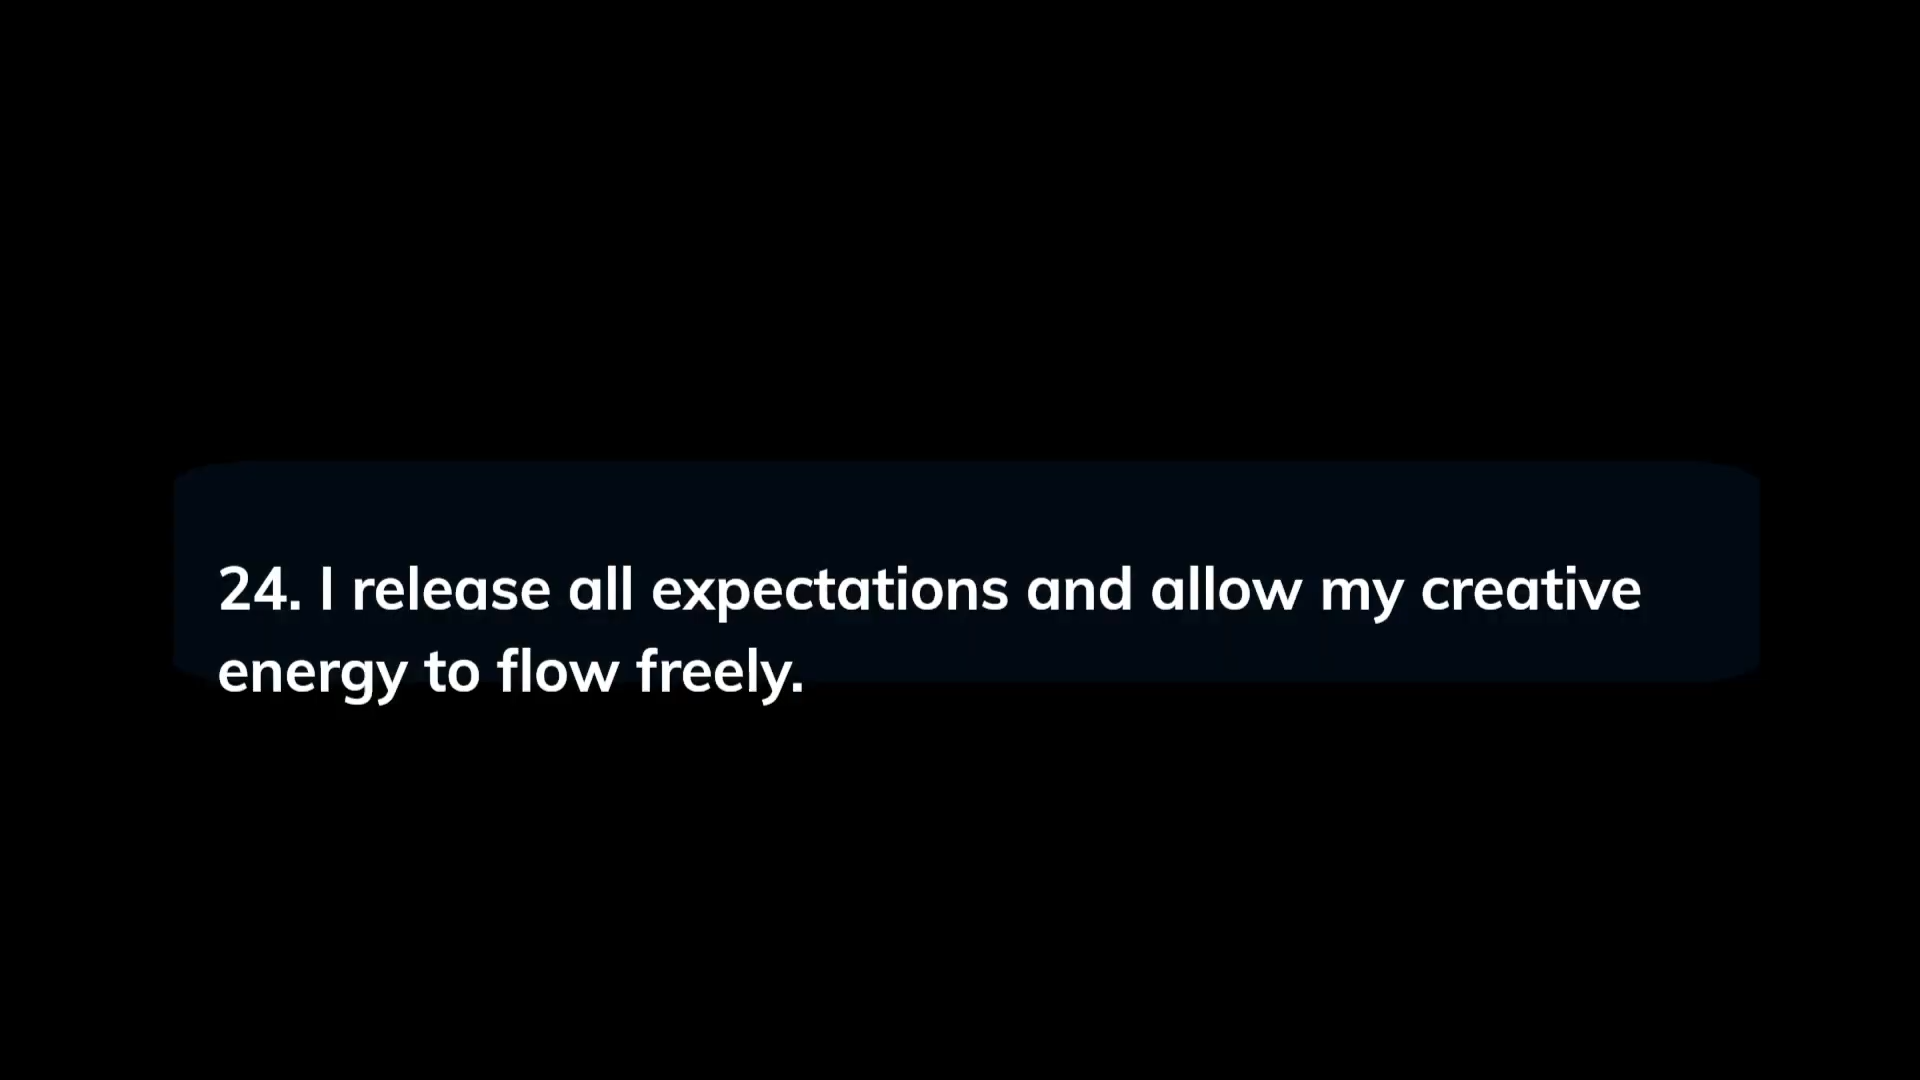 24. I release all expectations and allow my creative
energy to flow freely.